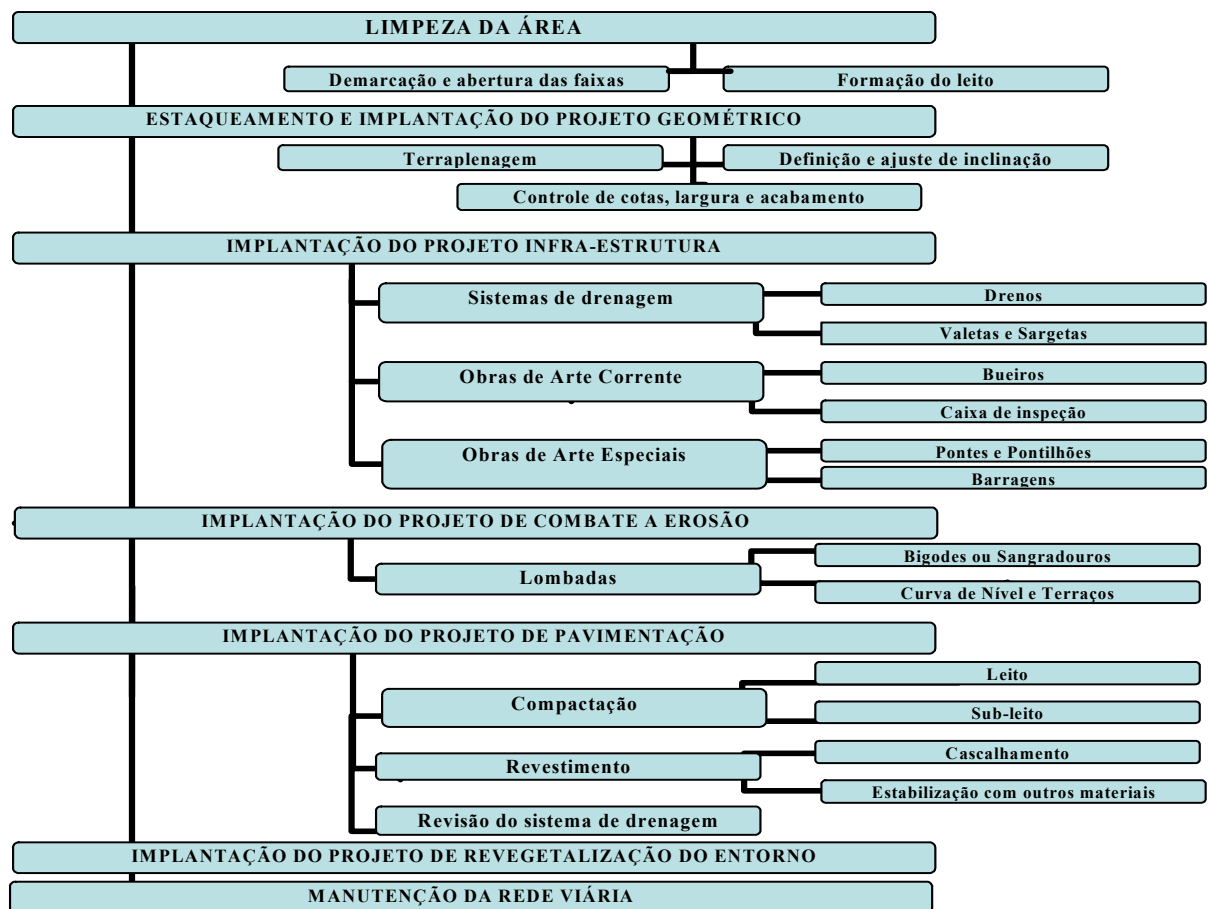 LIMPEZA DA ÁREA
Demarcação e abertura das faixas
Formação do leito
ESTAQUEAMENTO E IMPLANTAÇÃO DO PROJETO GEOMÉTRICO
Terraplenagem
Definição e ajuste de inclinação
Controle de cotas, largura e acabamento
IMPLANTAÇÃO DO PROJETO INFRA-ESTRUTURA
Sistemas de drenagem
Drenos
Valetas e Sargetas
Obras de Arte Corrente
Bueiros
Caixa de inspeção
Obras de Arte Especiais
Pontes e Pontilhões
Barragens
IMPLANTAÇÃO DO PROJETO DE COMBATE A EROSÃO
Lombadas
Bigodes ou Sangradouros
Curva de Nível e Terraços
IMPLANTAÇÃO DO PROJETO DE PAVIMENTAÇÃO
Compactação
Leito
Sub-leito
Revestimento
Cascalhamento
Estabilização com outros materiais
Revisão do sistema de drenagem
IMPLANTAÇÃO DO PROJETO DE REVEGETALIZAÇÃO DO ENTORNO
MANUTENÇÃO DA REDE VIÁRIA